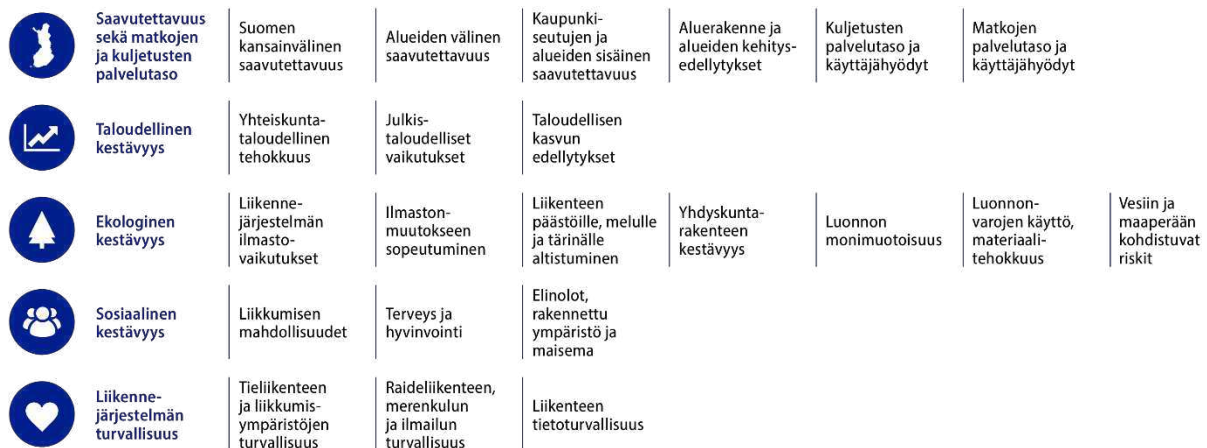 Saavutettavuus
sekä matkojen
ja kuljetusten
palvelutaso
Suomen
kansainvälinen
saavutettavuus
Alueiden välinen
saavutettavuus
Kaupunki-
seutujen ja
alueiden sisäinen
saavutettavuus
Aluerakenne ja
alueiden kehitys-
edellytykset
Kuljetusten
palvelutaso ja
käyttäjähyödyt
Matkojen
palvelutaso ja
käyttäjähyödyt
Taloudellinen
kestävyys
Yhteiskunta-
taloudellinen
tehokkuus
Julkis-
taloudelliset
vaikutukset
Taloudellisen
kasvun
edellytykset
Ekologinen
kestävyys
Liikenne-
järjestelmän
ilmasto-
vaikutukset
Ilmaston-
muutokseen
sopeutuminen
Liikenteen
päästöille, melulle
ja tärinälle
altistuminen
Yhdyskunta-
rakenteen
kestävyys
Luonnon
monimuotoisuus
Luonnon-
varojen käyttö,
materiaali-
tehokkuus
Vesiin ja
maaperään
kohdistuvat
riskit
Sosiaalinen
kestävyys
Liikkumisen
mahdollisuudet
Terveys ja
hyvinvointi
Elinolot,
rakennettu
ympäristö ja
maisema
Liikenne-
järjestelmän
turvallisuus
Tieliikenteen
ja liikkumis-
ympäristöjen
turvallisuus
Raideliikenteen,
merenkulun
ja ilmailun
turvallisuus
Liikenteen
tietoturvallisuus